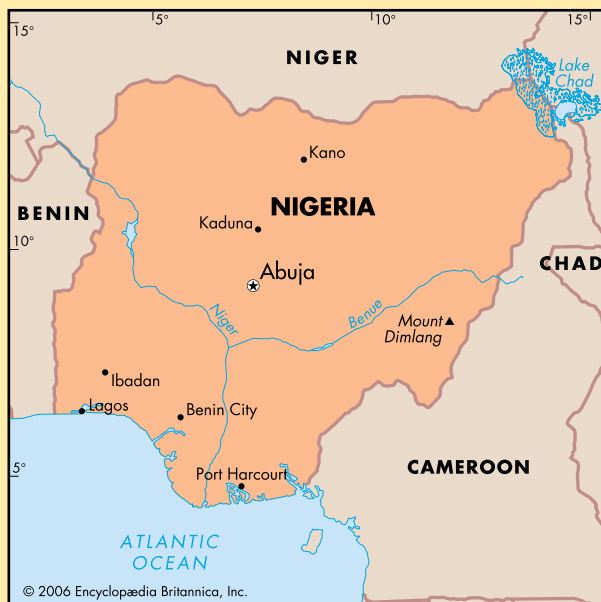 15°
5°
10°
15°
NIGER
Lake
Chad
Kano
NIGERIA
BENIN
Kaduna
10°
CHAD
Abuja
Niger
Benue
Mount
Dimlang
Ibadan
Lagos
Benin City
CAMEROON
5°
Port Harcourt
ATLANTIC
OCEAN
© 2006 Encyclopædia Britannica, Inc.